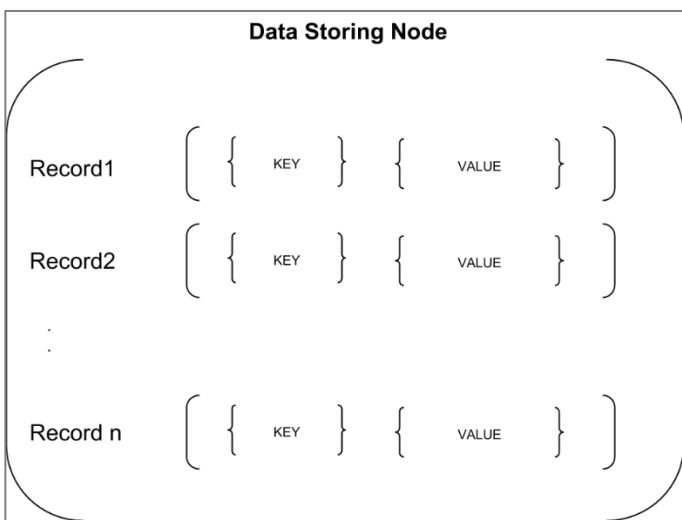 Data Storing Node
Record1 { KEY } { VALUE }
Record2 { KEY } { VALUE }
.
.
Record n { KEY } { VALUE }